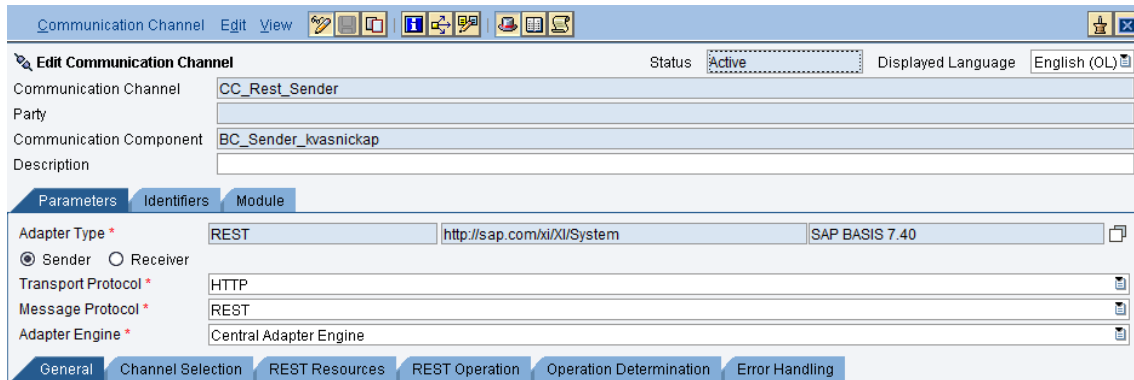 Communication Channel Edit View
Edit Communication Channel Status Active Displayed Language English (OL)
Communication Channel CC_Rest_Sender
Party
Communication Component BC_Sender_kvasnickap
Description
Parameters Identifiers Module
Adapter Type * REST http://sap.com/xi/XI/System SAP BASIS 7.40
Sender Receiver
Transport Protocol * HTTP
Message Protocol * REST
Adapter Engine * Central Adapter Engine
General Channel Selection REST Resources REST Operation Operation Determination Error Handling